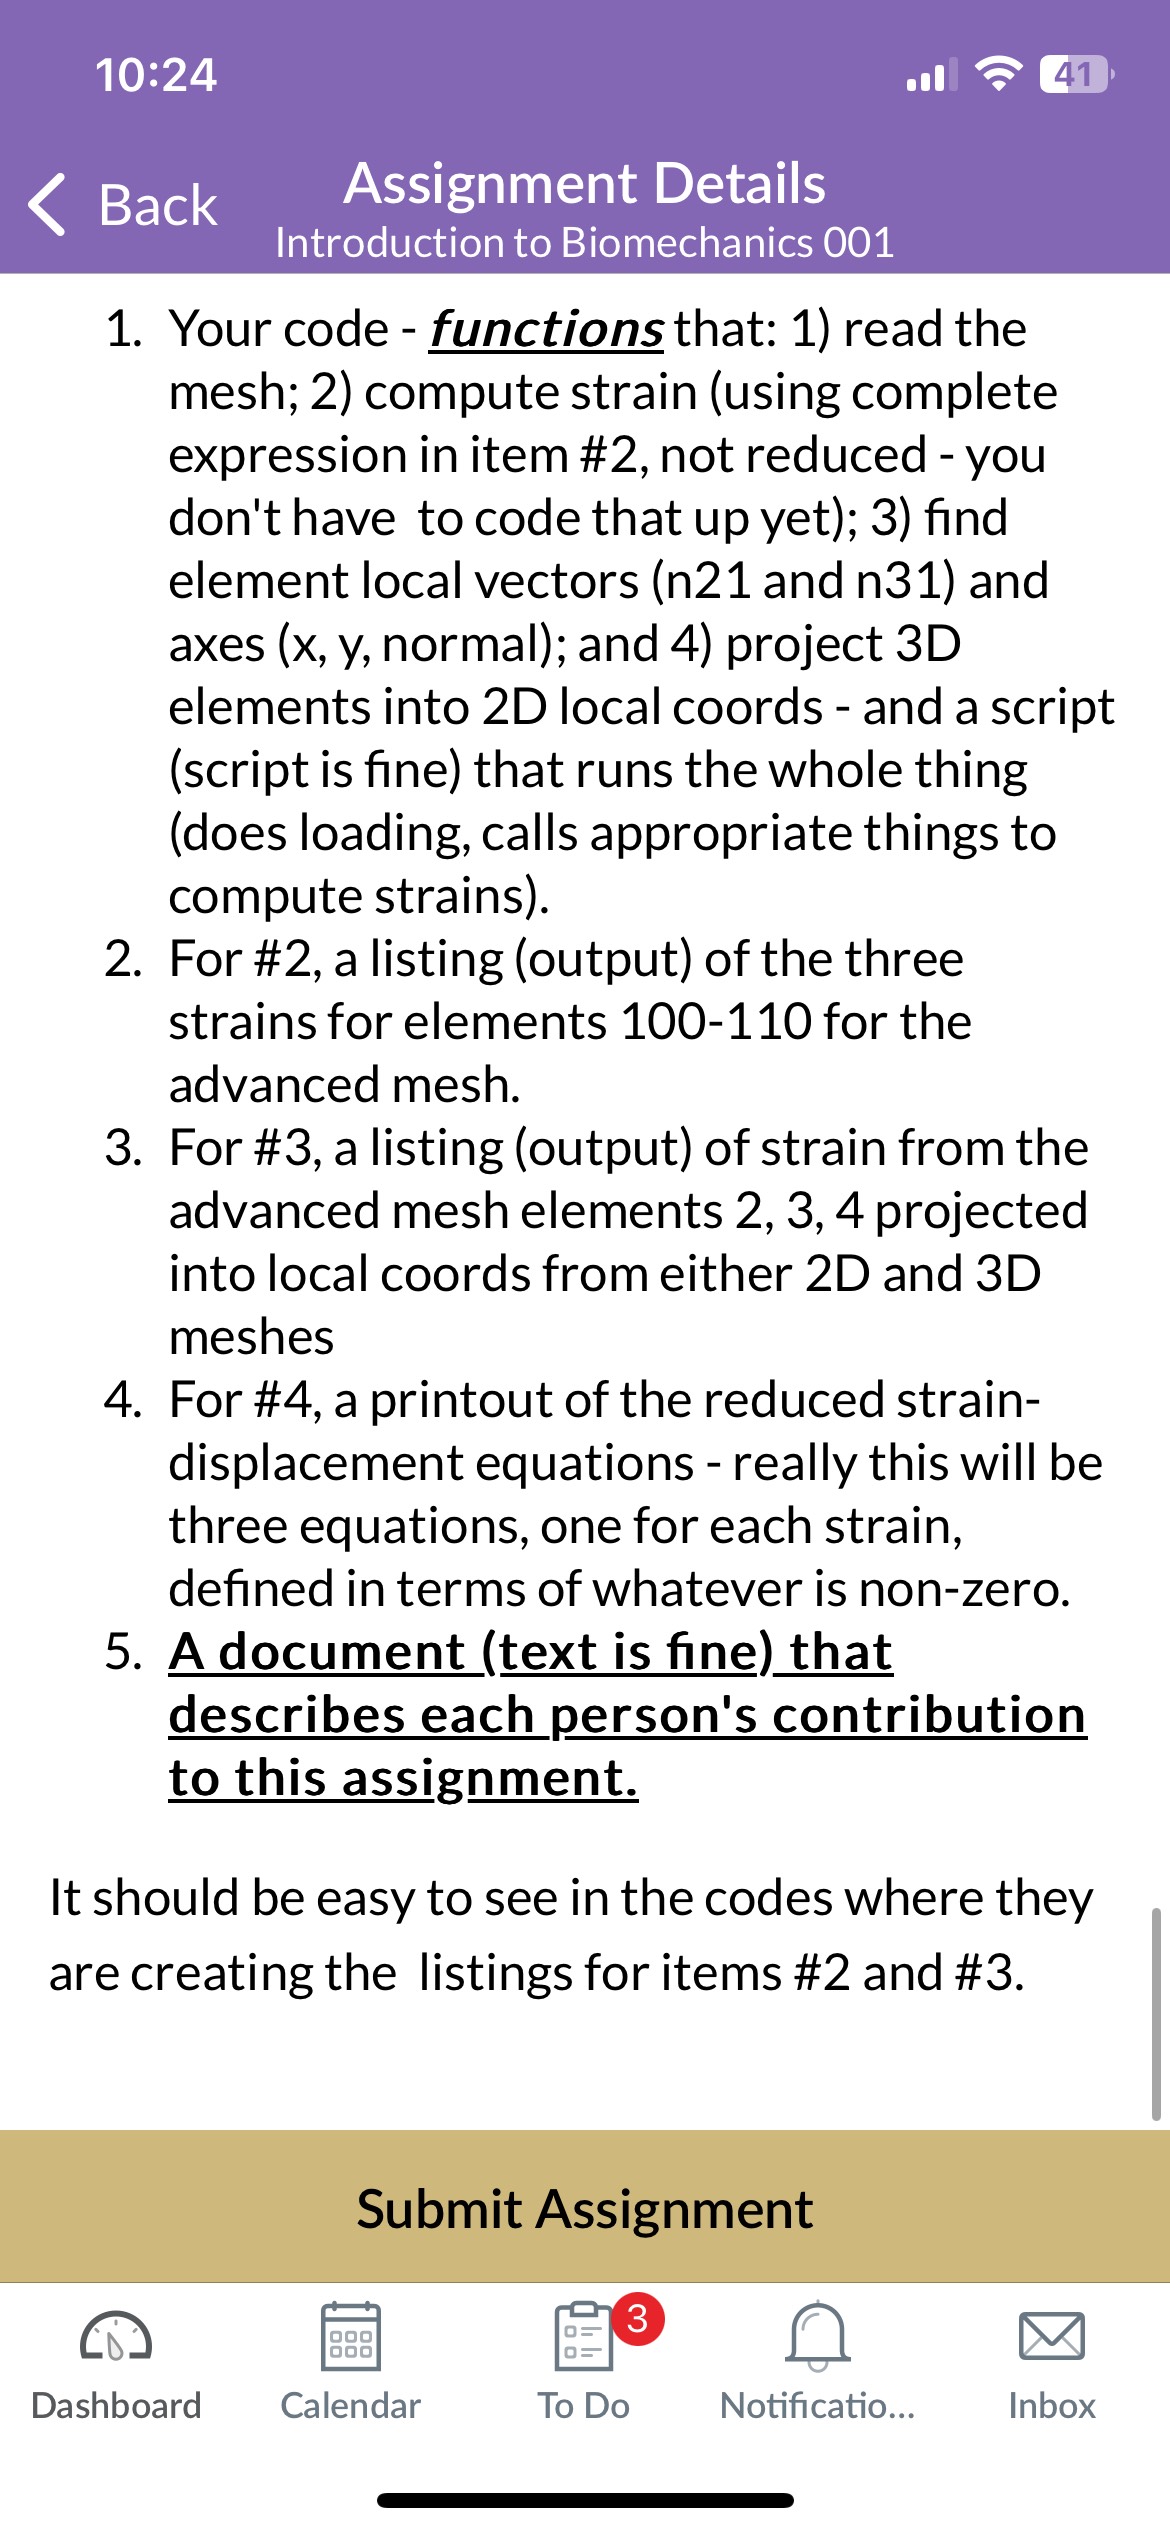 10:24
41
Back
Assignment Details
Introduction to Biomechanics 001
1. Your code - functions that: 1) read the
mesh; 2) compute strain (using complete
expression in item #2, not reduced - you
don't have  to code that up yet); 3) find
element local vectors (n21 and n31) and
axes (x, y, normal); and 4) project 3D
elements into 2D local coords - and a script
(script is fine) that runs the whole thing
(does loading, calls appropriate things to
compute strains).
2. For #2, a listing (output) of the three
strains for elements 100-110 for the
advanced mesh.
3. For #3, a listing (output) of strain from the
advanced mesh elements 2, 3, 4 projected
into local coords from either 2D and 3D
meshes
4. For #4, a printout of the reduced strain-
displacement equations - really this will be
three equations, one for each strain,
defined in terms of whatever is non-zero.
5. A document (text is fine) that
describes each person's contribution
to this assignment.
It should be easy to see in the codes where they
are creating the  listings for items #2 and #3.
Submit Assignment
3
Dashboard
Calendar
To Do
Notificatio...
Inbox